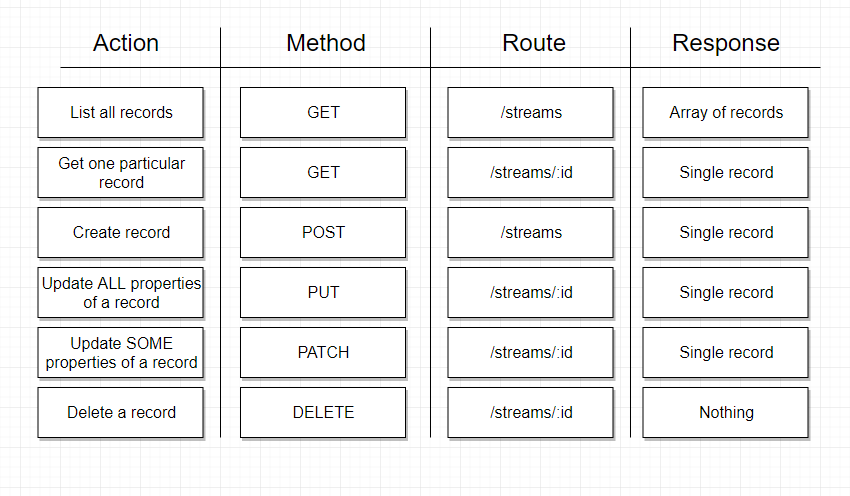 Action Method Route Response
List all records GET /streams Array of records
Get one particular
record GET /streams/:id Single record
Create record POST /streams Single record
Update ALL properties
of a record PUT /streams/:id Single record
Update SOME
properties of a record PATCH /streams/:id Single record
Delete a record DELETE /streams/:id Nothing